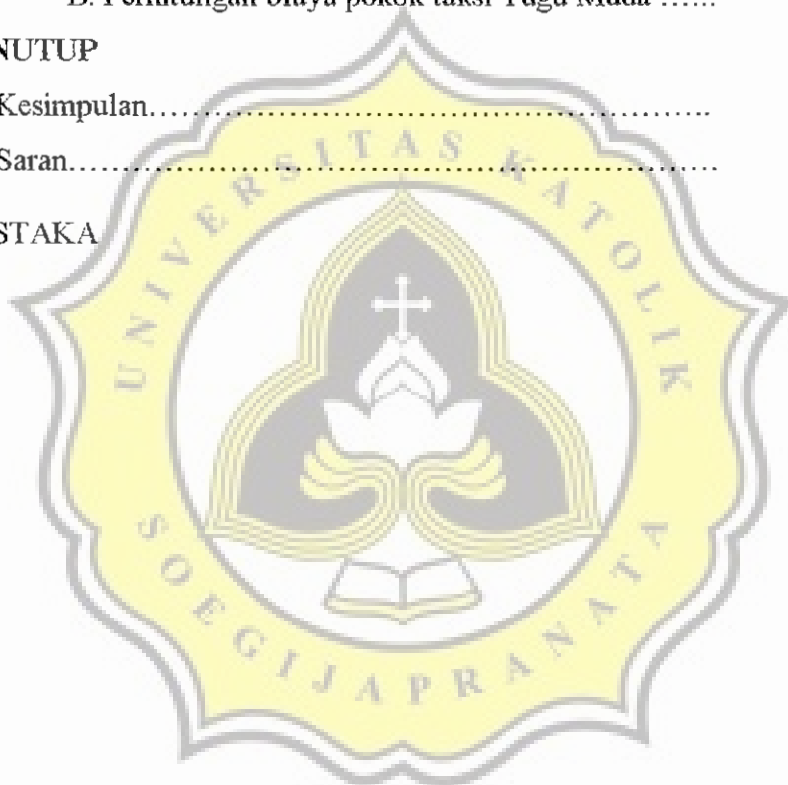 B. Perhitungan biaya pokok taksi Tugu Muda ......
NUTUP
Kesimpulan......................................................
Saran..............................................................
STAKA
UNIVERSITAS KATOLIK
SOEGIJAPRANATA